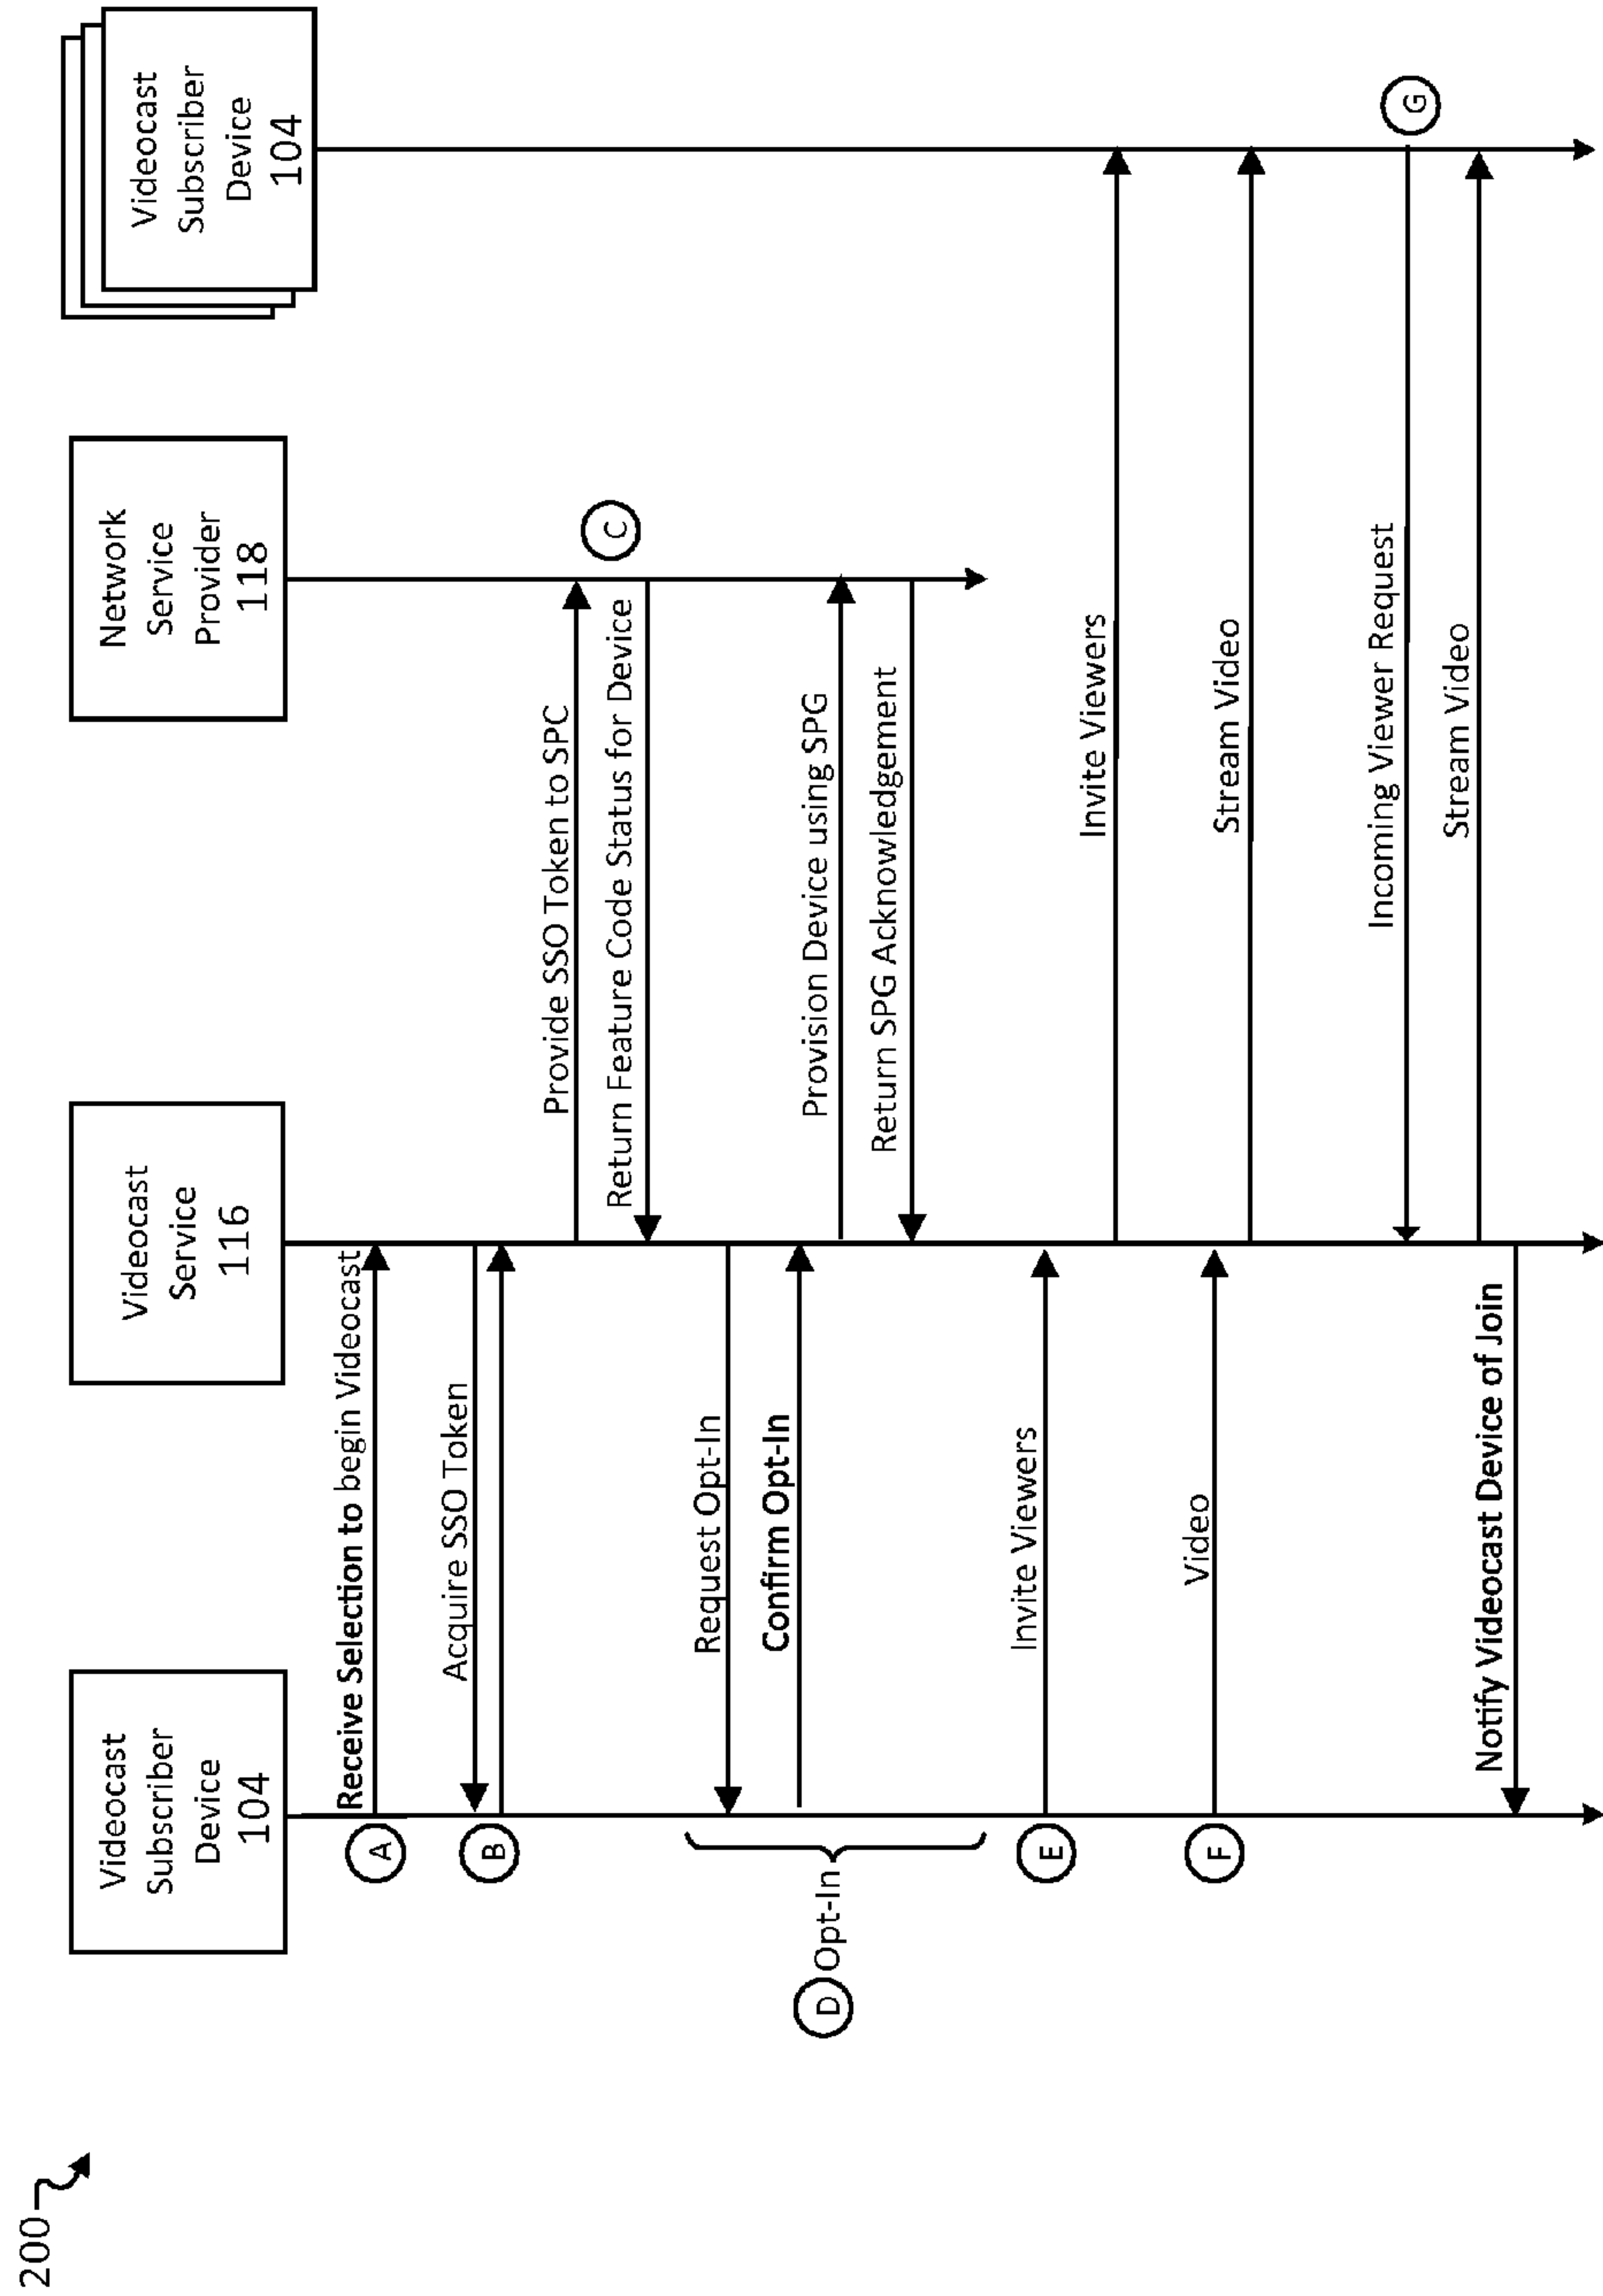 200
Videocast
Subscriber
Device
104
Videocast
Service
116
Network
Service
Provider
118
Videocast
Subscriber
Device
104
A
Receive Selection to begin Videocast
B
Acquire SSO Token
Provide SSO Token to SPC
C
Return Feature Code Status for Device
D Opt-In
Request Opt-In
Confirm Opt-In
Provision Device using SPG
Return SPG Acknowledgement
E
Invite Viewers
Invite Viewers
F
Video
Stream Video
G
Incoming Viewer Request
Stream Video
Notify Videocast Device of Join